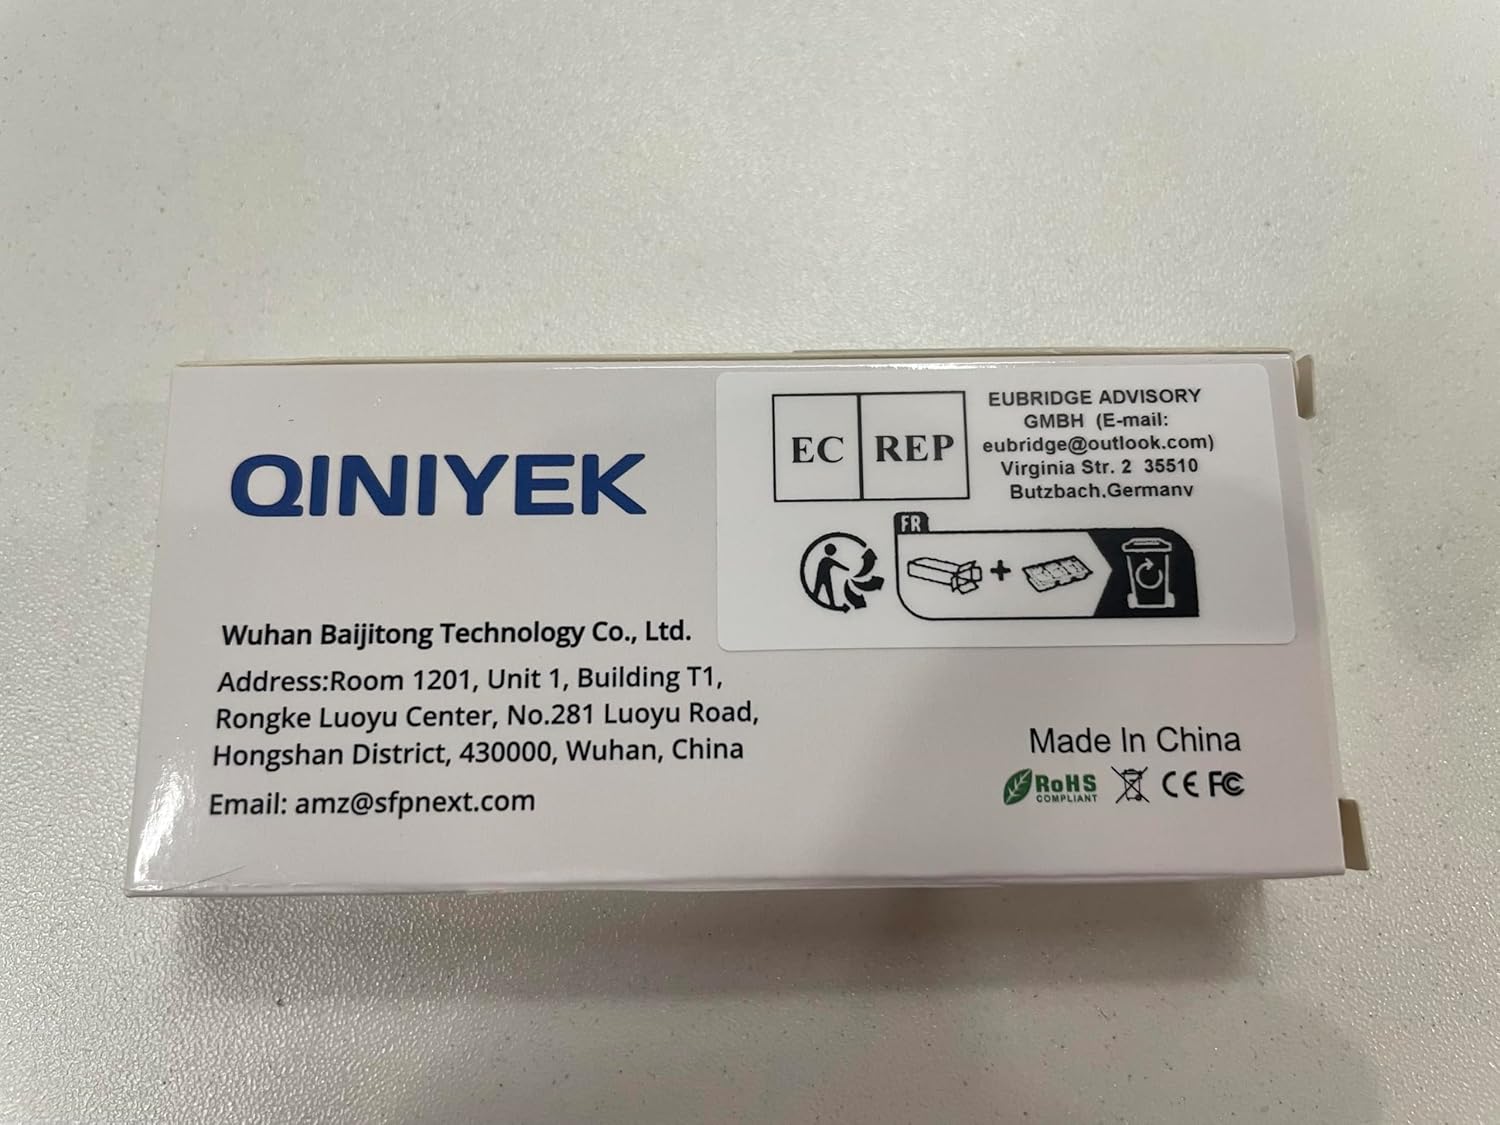 QINIYEK
Wuhan Baijitong Technology Co., Ltd.
Address:Room 1201, Unit 1, Building T1,
Rongke Luoyu Center, No.281 Luoyu Road,
Hongshan District, 430000, Wuhan, China
Email: amz@sfpnext.com
EC REP
EUBRIDGE ADVISORY
GMBH (E-mail:
eubridge@outlook.com)
Virginia Str. 2 35510
Butzbach,Germany
FR
+
Made In China
RoHS
COMPLIANT
CE FC